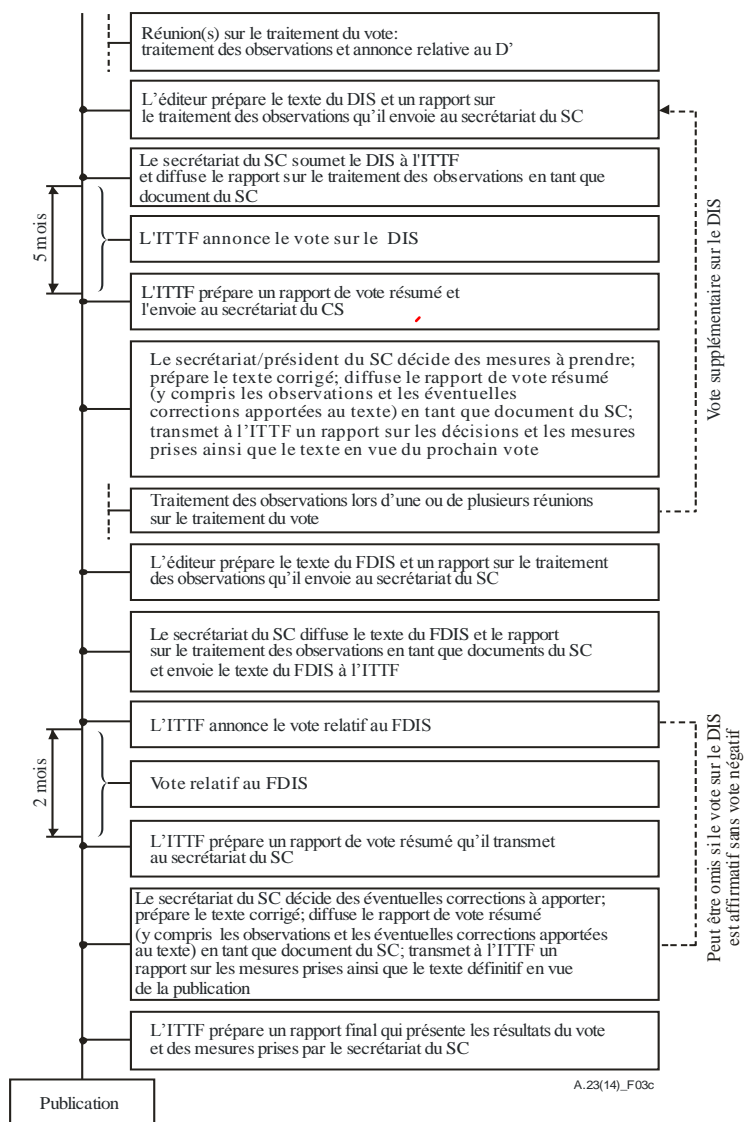 Réunion(s) sur le traitement du vote:
traitement des observations et annonce relative au D’
L’éditeur prépare le texte du DIS et un rapport sur
le traitement des observations qu’il envoie au secrétariat du SC
Le secrétariat du SC soumet le DIS à l'ITTF
et diffuse le rapport sur le traitement des observations en tant que
document du SC
5 mois
L'ITTF annonce le vote sur le DIS
L'ITTF prépare un rapport de vote résumé et
l'envoie au secrétariat du CS
Le secrétariat/président du SC décide des mesures à prendre;
prépare le texte corrigé; diffuse le rapport de vote résumé
(y compris les observations et les éventuelles
corrections apportées au texte) en tant que document du SC;
transmet à l’ITTF un rapport sur les décisions et les mesures
prises ainsi que le texte en vue du prochain vote
Vote supplémentaire sur le DIS
Traitement des observations lors d’une ou de plusieurs réunions
sur le traitement du vote
L’éditeur prépare le texte du FDIS et un rapport sur le traitement
des observations qu’il envoie au secrétariat du SC
Le secrétariat du SC diffuse le texte du FDIS et le rapport
sur le traitement des observations en tant que documents du SC
et envoie le texte du FDIS à l’ITTF
L’ITTF annonce le vote relatif au FDIS
2 mois
Vote relatif au FDIS
L’ITTF prépare un rapport de vote résumé qu’il transmet
au secrétariat du SC
Le secrétariat du SC décide des éventuelles corrections à apporter;
prépare le texte corrigé; diffuse le rapport de vote résumé
(y compris les observations et les éventuelles corrections apportées
au texte) en tant que document du SC; transmet à l’ITTF un
rapport sur les mesures prises ainsi que le texte définitif en vue
de la publication
Peut être omis si le vote sur le DIS
est affirmatif sans vote négatif
L’ITTF prépare un rapport final qui présente les résultats du vote
et des mesures prises par le secrétariat du SC
A.23(14)_F03c
Publication